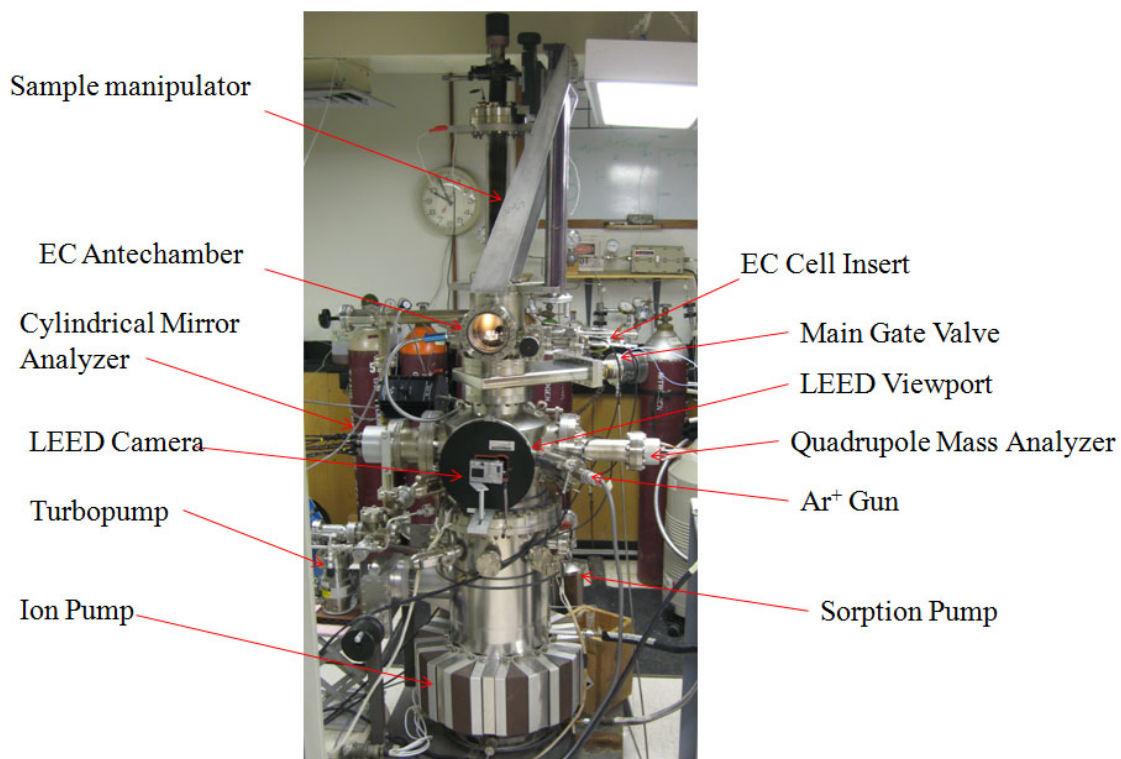 Sample manipulator
EC Antechamber
EC Cell Insert
Cylindrical Mirror
Analyzer
Main Gate Valve
LEED Viewport
LEED Camera
Quadrupole Mass Analyzer
Turbopump
Ar⁺ Gun
Ion Pump
Sorption Pump